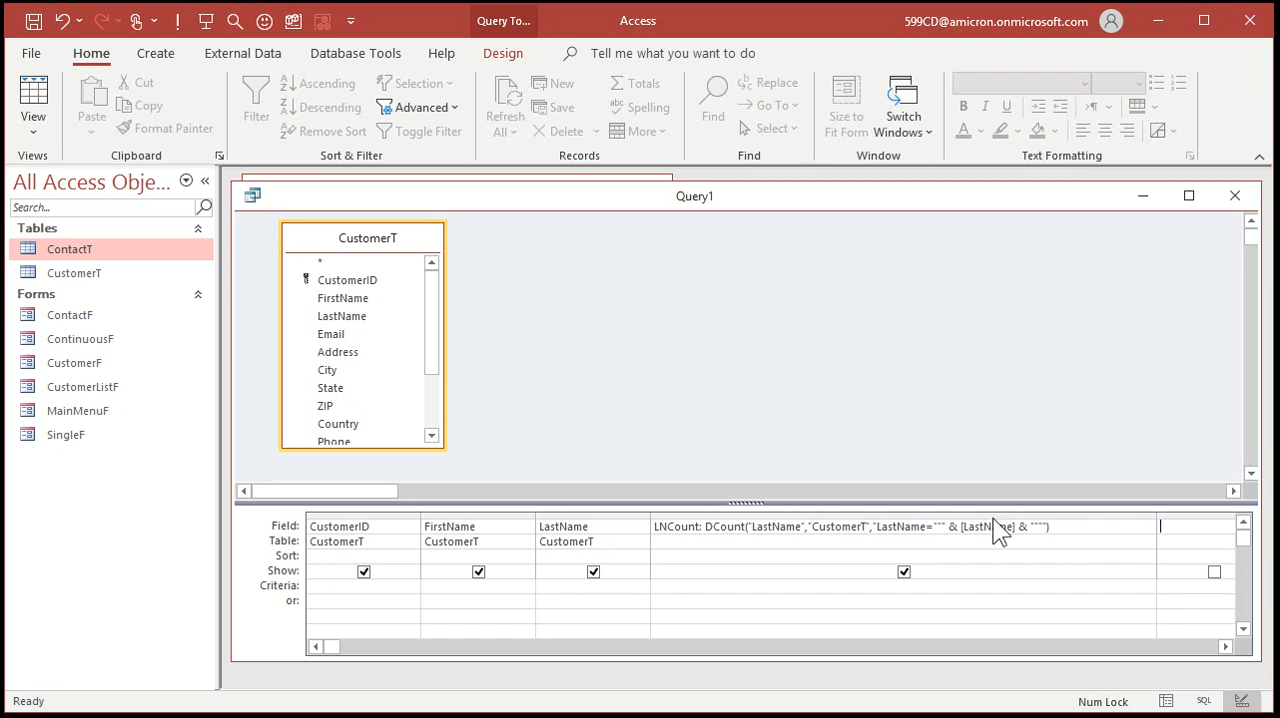 Query To... Access 599CD@amicron.onmicrosoft.com
File Home Create External Data Database Tools Help Design Tell me what you want to do
View
Views
Paste
Cut
Copy
Format Painter
Clipboard
Filter
Ascending
Descending
Remove Sort
Selection
Advanced
Toggle Filter
Sort & Filter
Refresh
All
New
Save
Delete
Totals
Spelling
More
Records
Find
Replace
Go To
Select
Find
Size to
Fit Form
Switch
Windows
Window
B I U
A
Text Formatting
All Access Obje...
Search...
Tables
ContactT
CustomerT
Forms
ContactF
ContinuousF
CustomerF
CustomerListF
MainMenuF
SingleF
Query1
CustomerT
*
CustomerID
FirstName
LastName
Email
Address
City
State
ZIP
Country
Phone
Field: CustomerID FirstName LastName LNCount: DCount("LastName","CustomerT","LastName=""" & [LastName] & """")
Table: CustomerT CustomerT CustomerT
Sort:
Show:
Criteria:
or:
Ready Num Lock SQL